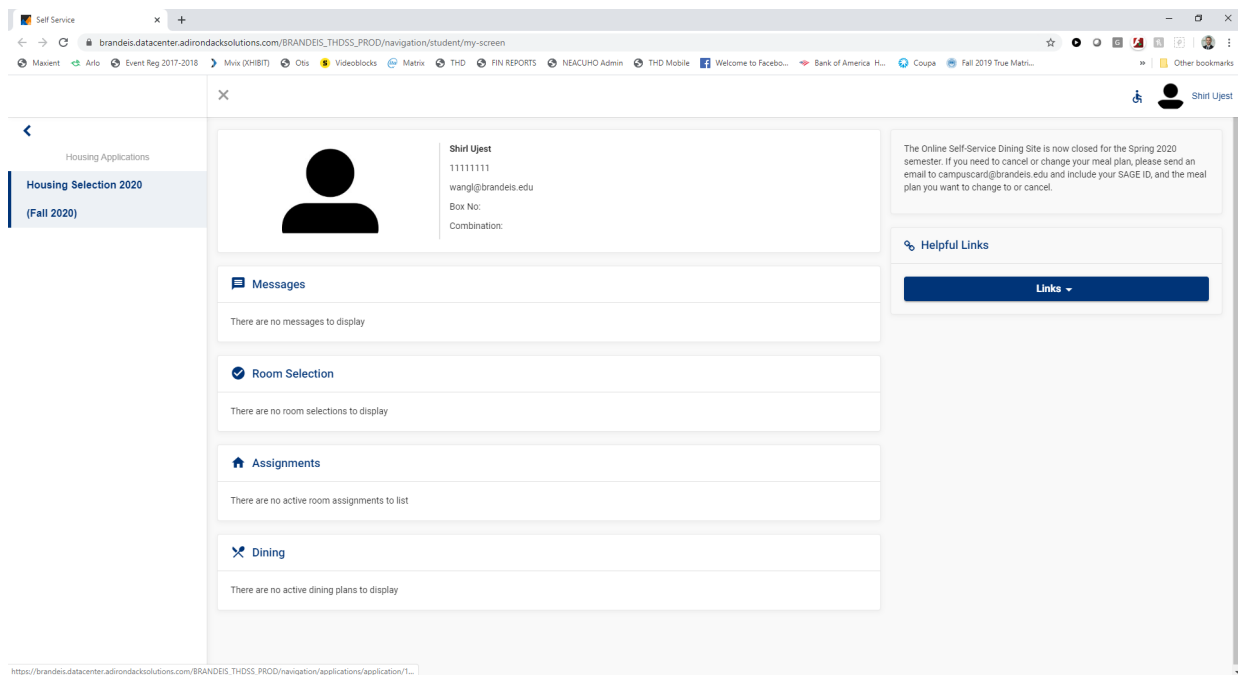 Self Service
brandeis.datacenter.adirondacksolutions.com/BRANDEIS_THDSS_PROD/navigation/student/my-screen
Maxient Arlo Event Reg 2017-2018 Mvix (XHIBIT) Otis Videoblocks Matrix THD FIN REPORTS NEACUHO Admin THD Mobile Welcome to Facebo... Bank of America H... Coupa Fall 2019 True Matri... » Other bookmarks
Shirl Ujest
Housing Applications
Housing Selection 2020
(Fall 2020)
Shirl Ujest
11111111
wangl@brandeis.edu
Box No:
Combination:
Messages
There are no messages to display
Room Selection
There are no room selections to display
Assignments
There are no active room assignments to list
Dining
There are no active dining plans to display
The Online Self-Service Dining Site is now closed for the Spring 2020
semester. If you need to cancel or change your meal plan, please send an
email to campuscard@brandeis.edu and include your SAGE ID, and the meal
plan you want to change to or cancel.
Helpful Links
Links
https://brandeis.datacenter.adirondacksolutions.com/BRANDEIS_THDSS_PROD/navigation/applications/application/1...